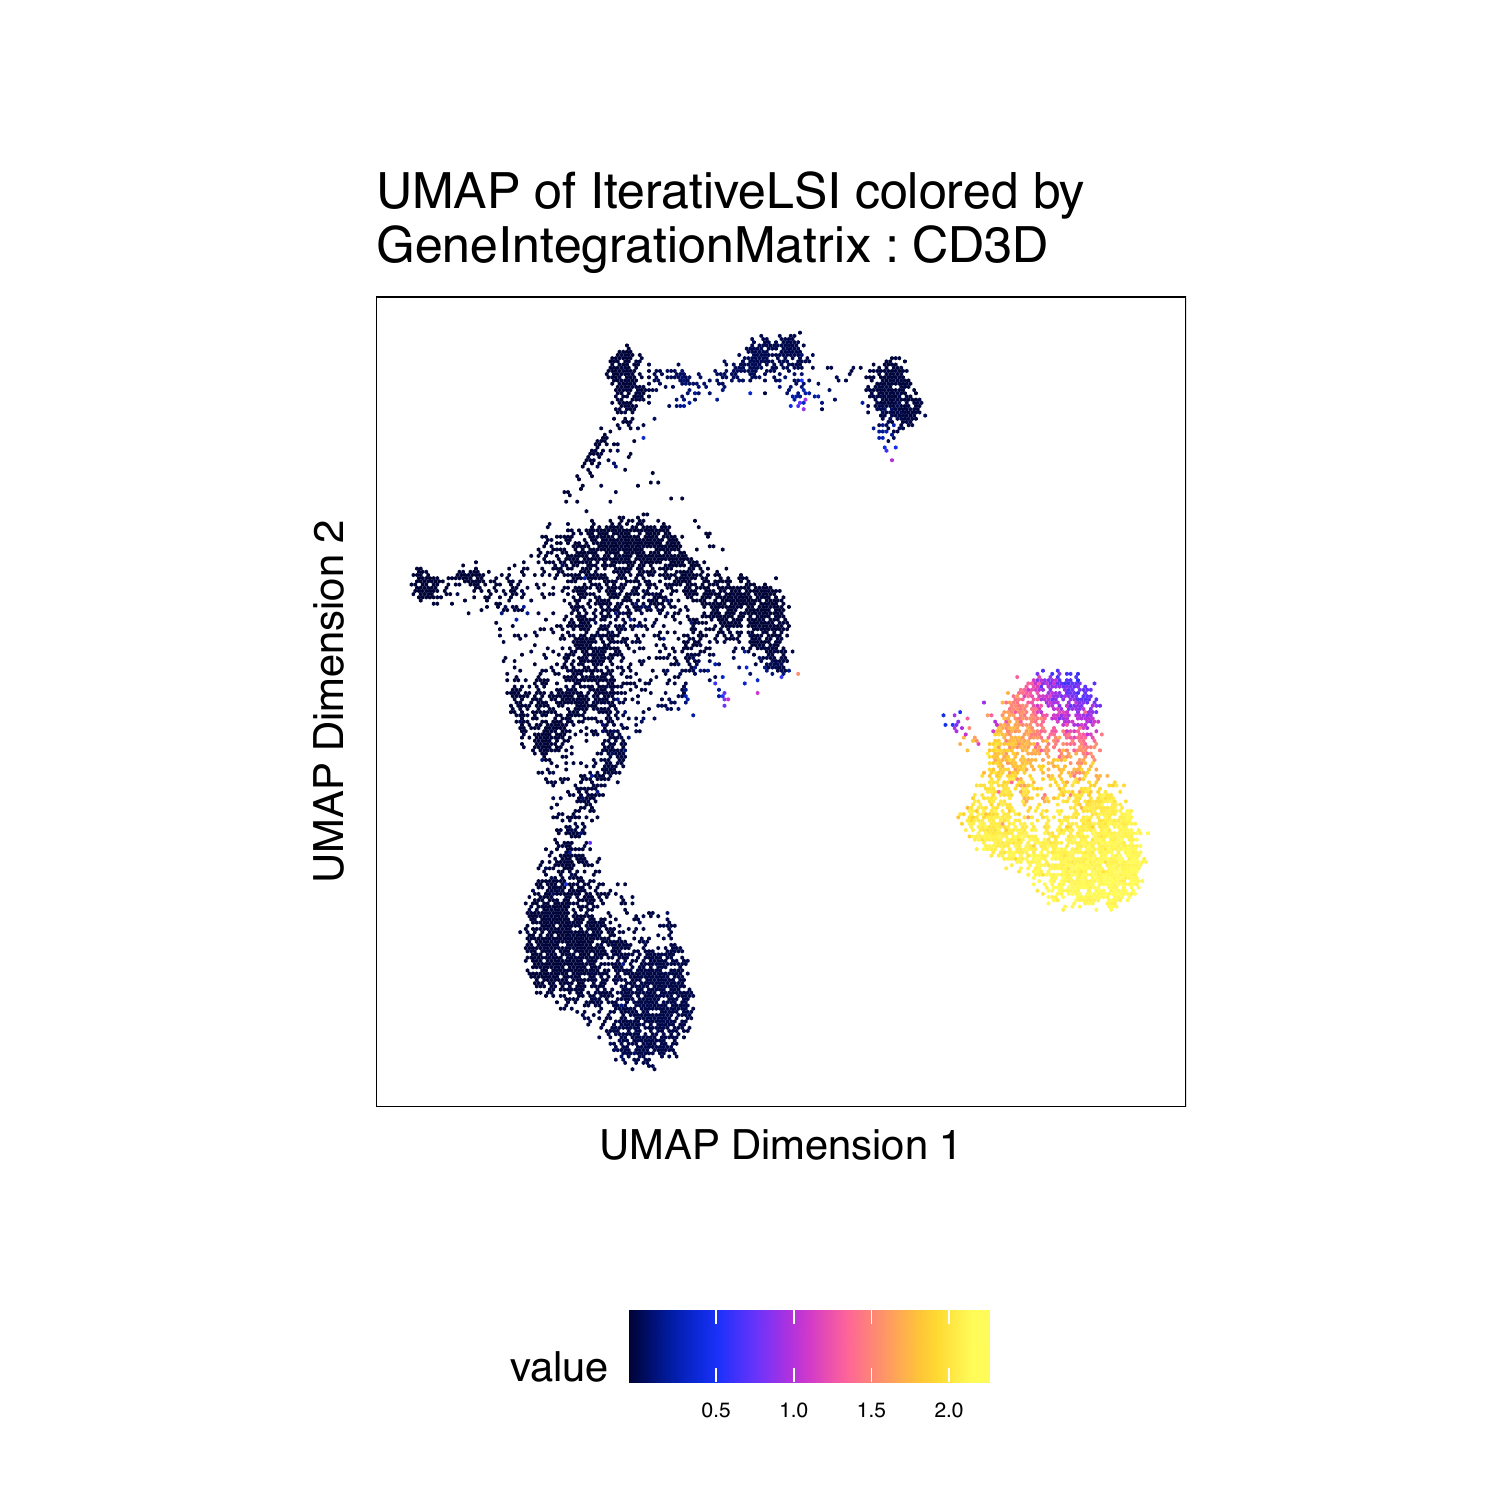 UMAP of IterativeLSI colored by
GeneIntegrationMatrix : CD3D
UMAP Dimension 2
UMAP Dimension 1
value
0.5 1.0 1.5 2.0